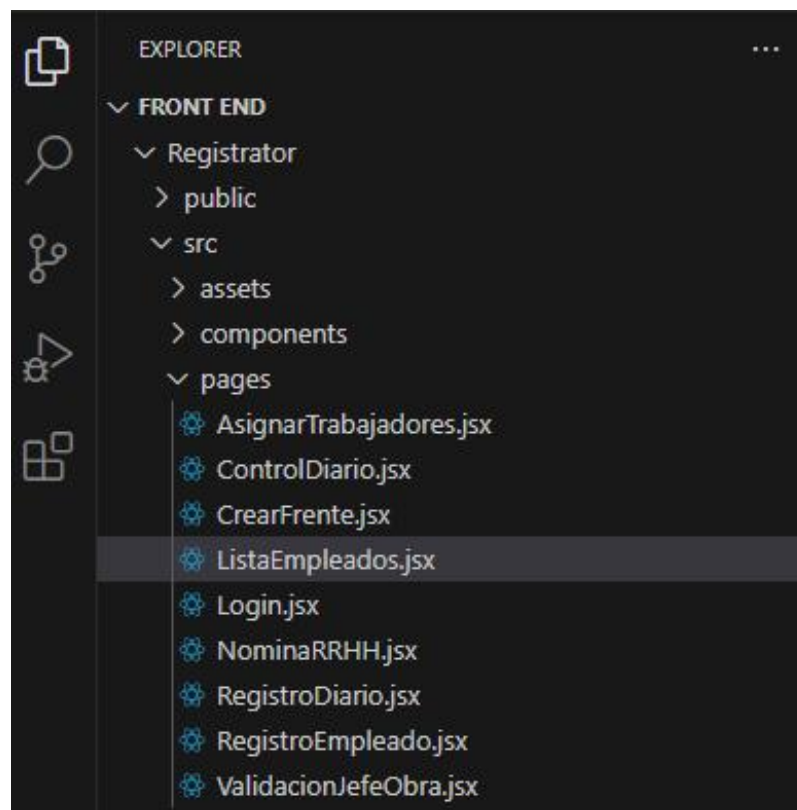 EXPLORER
FRONT END
Registrator
public
src
assets
components
pages
AsignarTrabajadores.jsx
ControlDiario.jsx
CrearFrente.jsx
ListaEmpleados.jsx
Login.jsx
NominaRRHH.jsx
RegistroDiario.jsx
RegistroEmpleado.jsx
ValidacionJefeObra.jsx